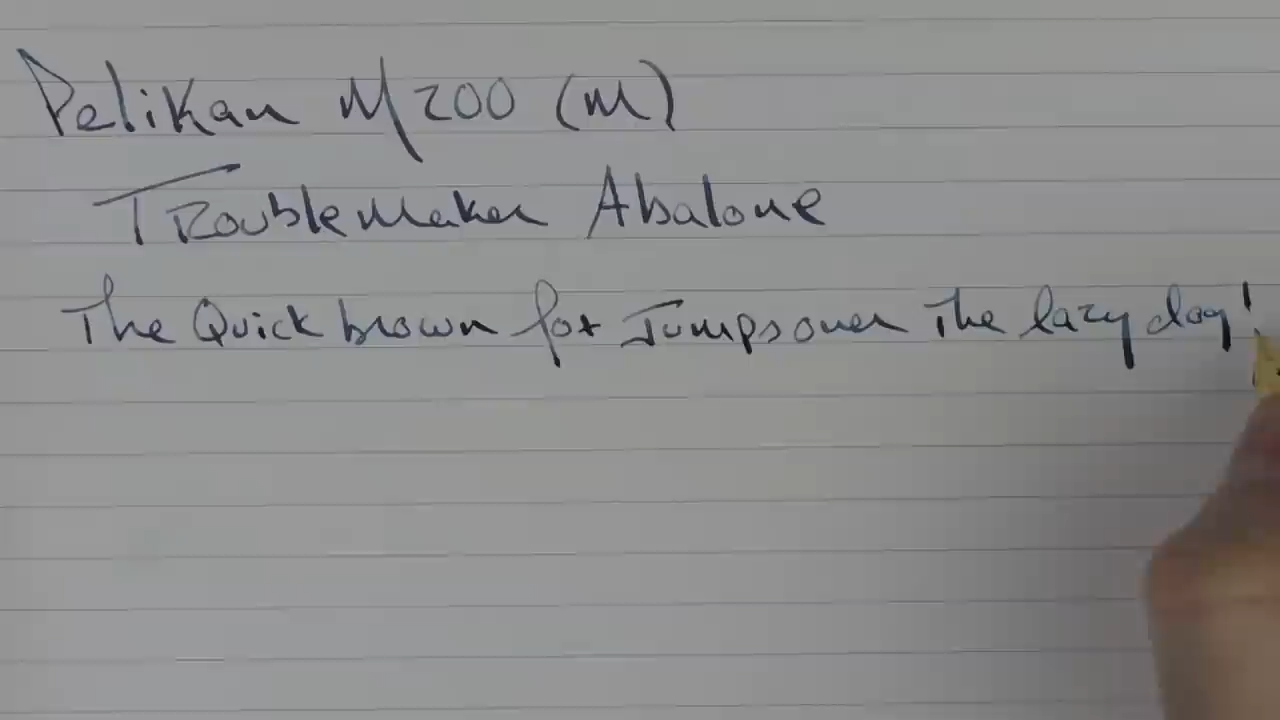 Pelikan M200 (M)
Troublemaker Abalone
The Quick brown fox Jumps over The lazy dog!